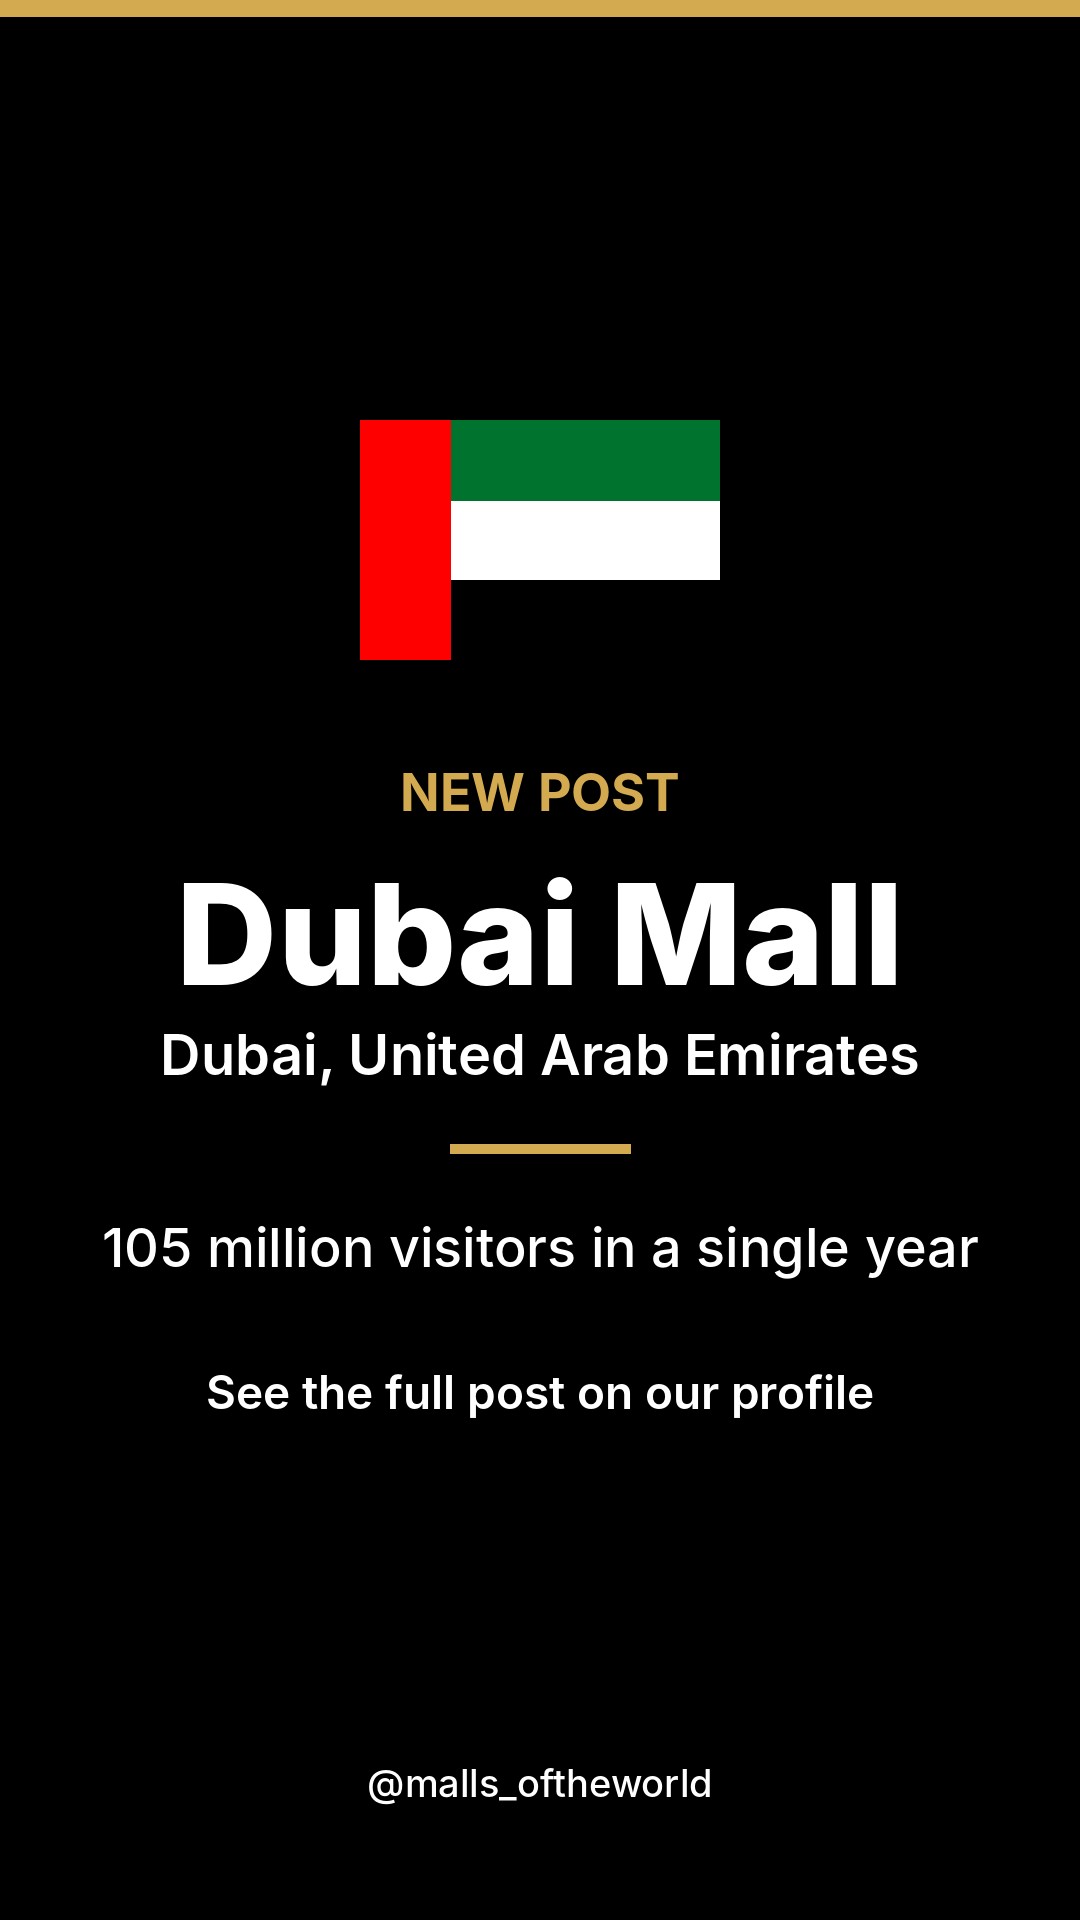 NEW POST
Dubai Mall
Dubai, United Arab Emirates
105 million visitors in a single year
See the full post on our profile
@malls_oftheworld